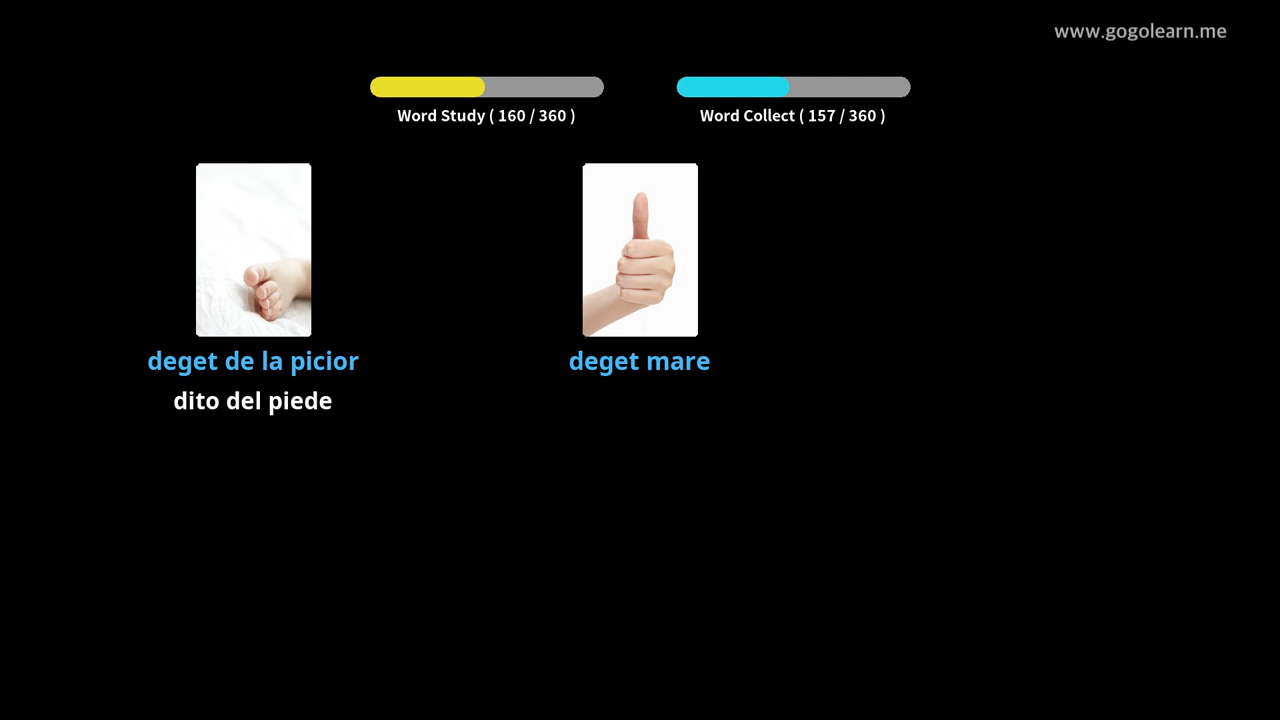 www.gogolearn.me
Word Study ( 160 / 360 )
Word Collect ( 157 / 360 )
deget de la picior
deget mare
dito del piede